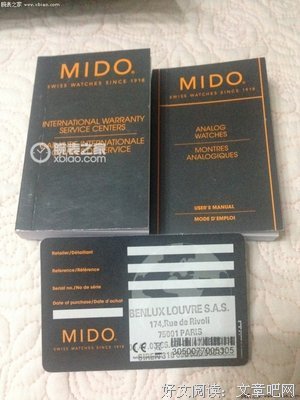 腕表之家
www.xbiao.com
MIDO
SWISS WATCHES SINCE 1918
INTERNATIONAL WARRANTY
SERVICE CENTERS
INTERNATIONALE
SERVICE
腕表之家
xbiao.com
MIDO
SWISS WATCHES SINCE 1918
ANALOG
WATCHES
MONTRES
ANALOGIQUES
USER'S MANUAL
MODE D'EMPLOI
Retailer/Détaillant
Reference/Référence
Serial no./No de série
Date of purchase/Date d'achat
MIDO
SWISS WATCHES SINCE 1918
BENLUX LOUVRE S.A.S.
174,Rue de Rivoli
75001 PARIS
CE
好文阅读:文章吧网